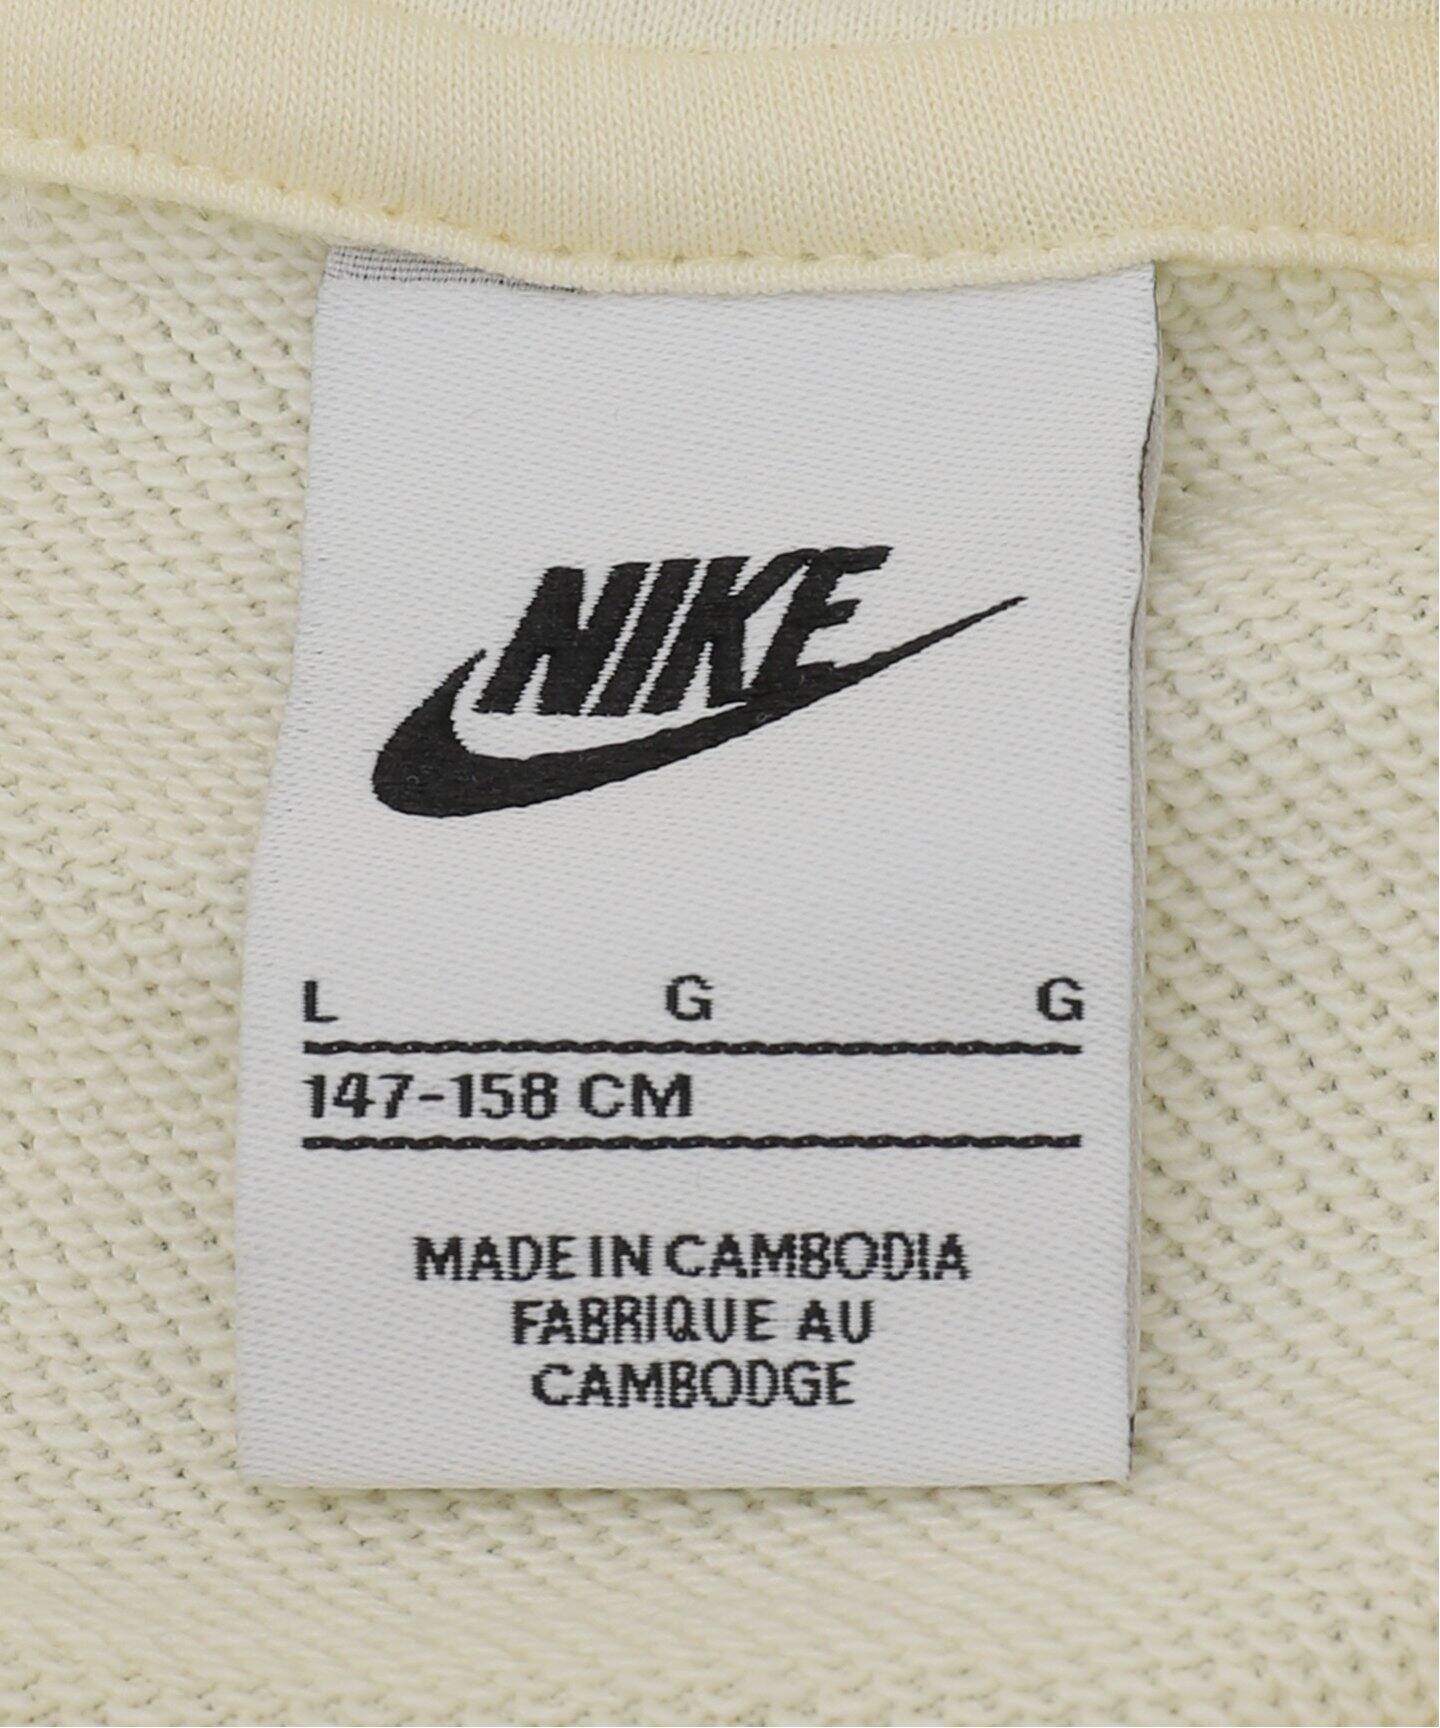 NIKE
L G G
147-158 CM
MADE IN CAMBODIA
FABRIQUE AU
CAMBODGE